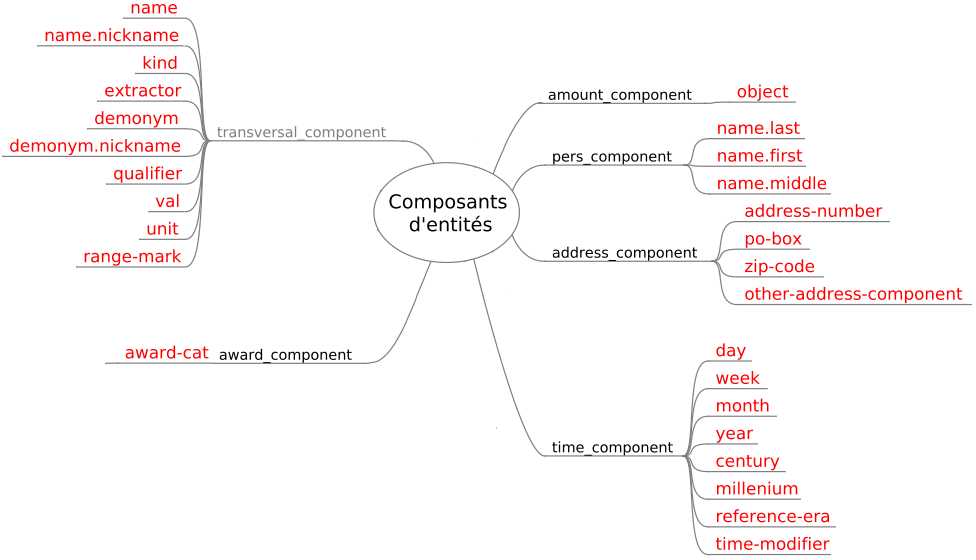 name
name.nickname
kind
extractor
demonym
demonym.nickname
qualifier
val
unit
range-mark
transversal_component
award-cat
award_component
Composants
d'entités
amount_component
object
pers_component
name.last
name.first
name.middle
address_component
address-number
po-box
zip-code
other-address-component
time_component
day
week
month
year
century
millenium
reference-era
time-modifier